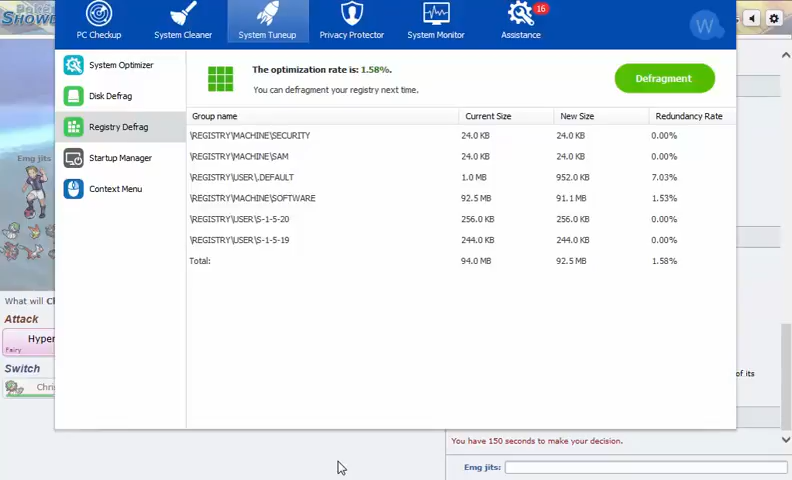 SHOWD
PC Checkup
System Cleaner
System Tuneup
Privacy Protector
System Monitor
16
Assistance
W
System Optimizer
Disk Defrag
Registry Defrag
Startup Manager
Context Menu
The optimization rate is: 1.58%.
You can defragment your registry next time.
Defragment
Group name Current Size New Size Redundancy Rate
\REGISTRY\MACHINE\SECURITY 24.0 KB 24.0 KB 0.00%
\REGISTRY\MACHINE\SAM 24.0 KB 24.0 KB 0.00%
\REGISTRY\USER\.DEFAULT 1.0 MB 952.0 KB 7.03%
\REGISTRY\MACHINE\SOFTWARE 92.5 MB 91.1 MB 1.53%
\REGISTRY\USER\S-1-5-20 256.0 KB 256.0 KB 0.00%
\REGISTRY\USER\S-1-5-19 244.0 KB 244.0 KB 0.00%
Total: 94.0 MB 92.5 MB 1.58%
Emg jits
What will Ch
Attack
Hyper
Fairy
Switch
Chri
of its
You have 150 seconds to make your decision.
Emg jits: